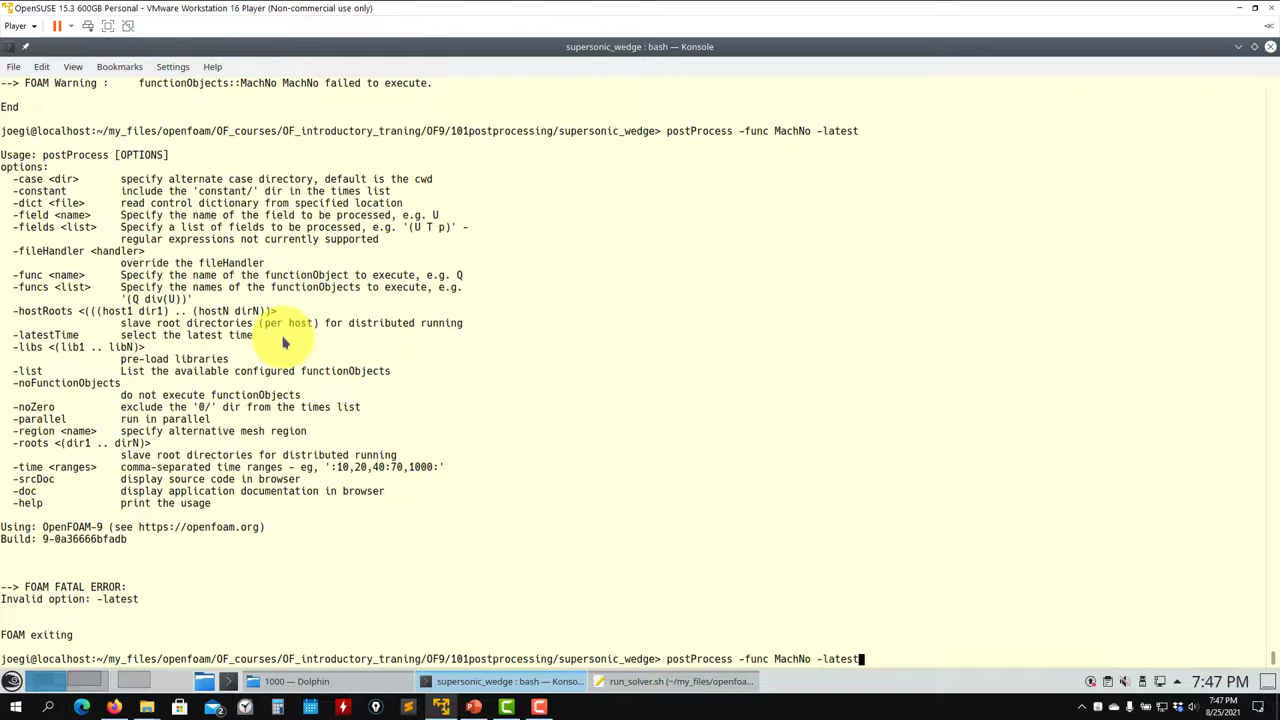 OpenSUSE 15.3 600GB Personal - VMware Workstation 16 Player (Non-commercial use only)
Player
supersonic_wedge : bash — Konsole
File Edit View Bookmarks Settings Help
--> FOAM Warning :     functionObjects::MachNo MachNo failed to execute.
End
joegi@localhost:~/my_files/openfoam/OF_courses/OF_introductory_traning/OF9/101postprocessing/supersonic_wedge> postProcess -func MachNo -latest
Usage: postProcess [OPTIONS]
options:
-case <dir> specify alternate case directory, default is the cwd
-constant include the 'constant/' dir in the times list
-dict <file> read control dictionary from specified location
-field <name> Specify the name of the field to be processed, e.g. U
-fields <list> Specify a list of fields to be processed, e.g. '(U T p)' -
regular expressions not currently supported
-fileHandler <handler>
override the fileHandler
-func <name> Specify the name of the functionObject to execute, e.g. Q
-funcs <list> Specify the names of the functionObjects to execute, e.g.
'(Q div(U))'
-hostRoots <(((host1 dir1) .. (hostN dirN))>
slave root directories (per host) for distributed running
-latestTime select the latest time
-libs <(lib1 .. libN)>
pre-load libraries
-list List the available configured functionObjects
-noFunctionObjects
do not execute functionObjects
-noZero exclude the '0/' dir from the times list
-parallel run in parallel
-region <name> specify alternative mesh region
-roots <(dir1 .. dirN)>
slave root directories for distributed running
-time <ranges> comma-separated time ranges - eg, ':10,20,40:70,1000:'
-srcDoc display source code in browser
-doc display application documentation in browser
-help print the usage
Using: OpenFOAM-9 (see https://openfoam.org)
Build: 9-0a36666bfadb
--> FOAM FATAL ERROR:
Invalid option: -latest
FOAM exiting
joegi@localhost:~/my_files/openfoam/OF_courses/OF_introductory_traning/OF9/101postprocessing/supersonic_wedge> postProcess -func MachNo -latest
1000 — Dolphin
supersonic_wedge : bash — Konso...
run_solver.sh (~/my_files/openfoa...
7:47 PM
7:47 PM
8/25/2021